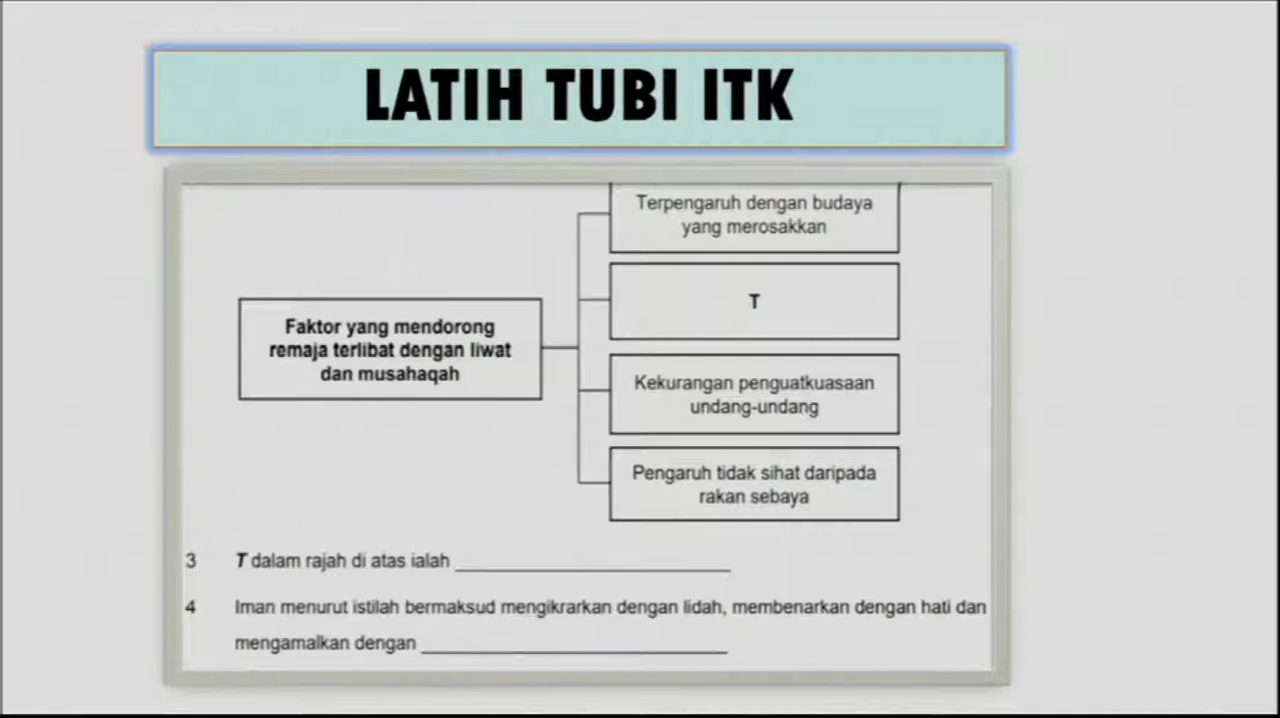 LATIH TUBI ITK
Terpengaruh dengan budaya
yang merosakkan
T
Faktor yang mendorong
remaja terlibat dengan liwat
dan musahaqah
Kekurangan penguatkuasaan
undang-undang
Pengaruh tidak sihat daripada
rakan sebaya
3 T dalam rajah di atas ialah
4 Iman menurut istilah bermaksud mengikrarkan dengan lidah, membenarkan dengan hati dan
mengamalkan dengan